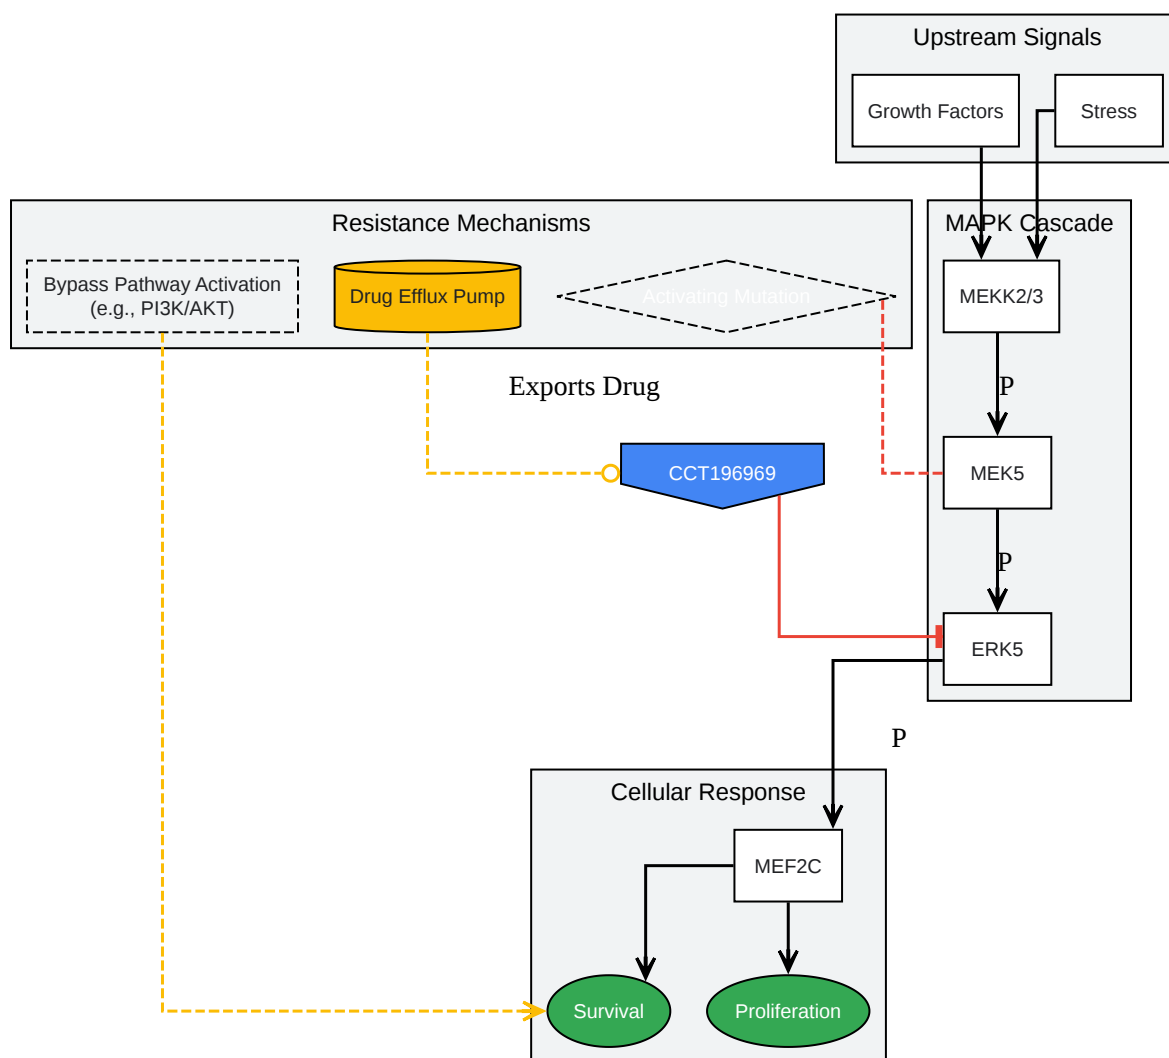 Upstream Signals
Growth Factors
Stress
Resistance Mechanisms
MAPK Cascade
Bypass Pathway Activation
(e.g., PI3K/AKT)
Drug Efflux Pump
Activating Mutation
MEKK2/3
Exports Drug
P
CCT196969
MEK5
P
ERK5
P
Cellular Response
MEF2C
Survival
Proliferation